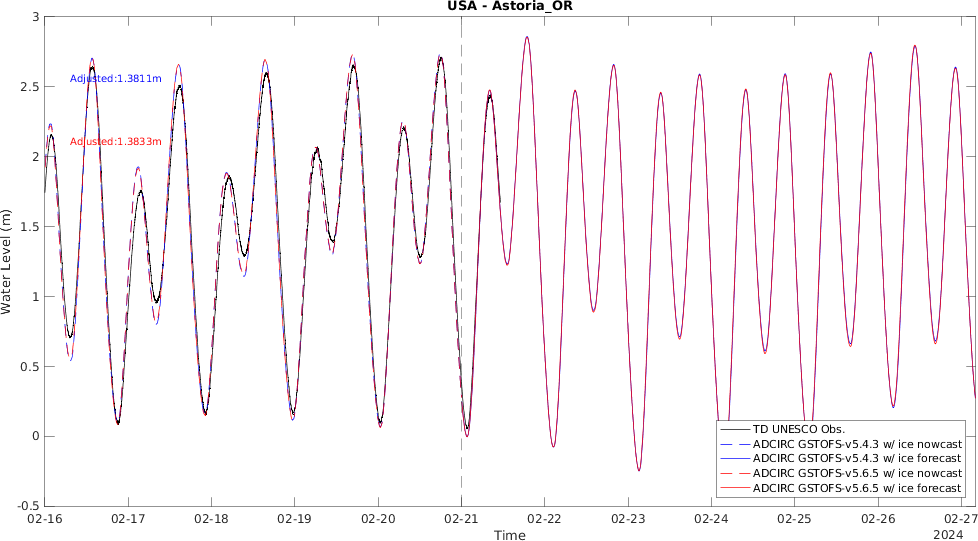 USA - Astoria_OR
3
2.5
2
1.5
1
0.5
0
-0.5
Water Level (m)
Adjusted:1.3811m
Adjusted:1.3833m
TD UNESCO Obs.
ADCIRC GSTOFS-v5.4.3 w/ ice nowcast
ADCIRC GSTOFS-v5.4.3 w/ ice forecast
ADCIRC GSTOFS-v5.6.5 w/ ice nowcast
ADCIRC GSTOFS-v5.6.5 w/ ice forecast
02-16 02-17 02-18 02-19 02-20 02-21 02-22 02-23 02-24 02-25 02-26 02-27
Time
2024